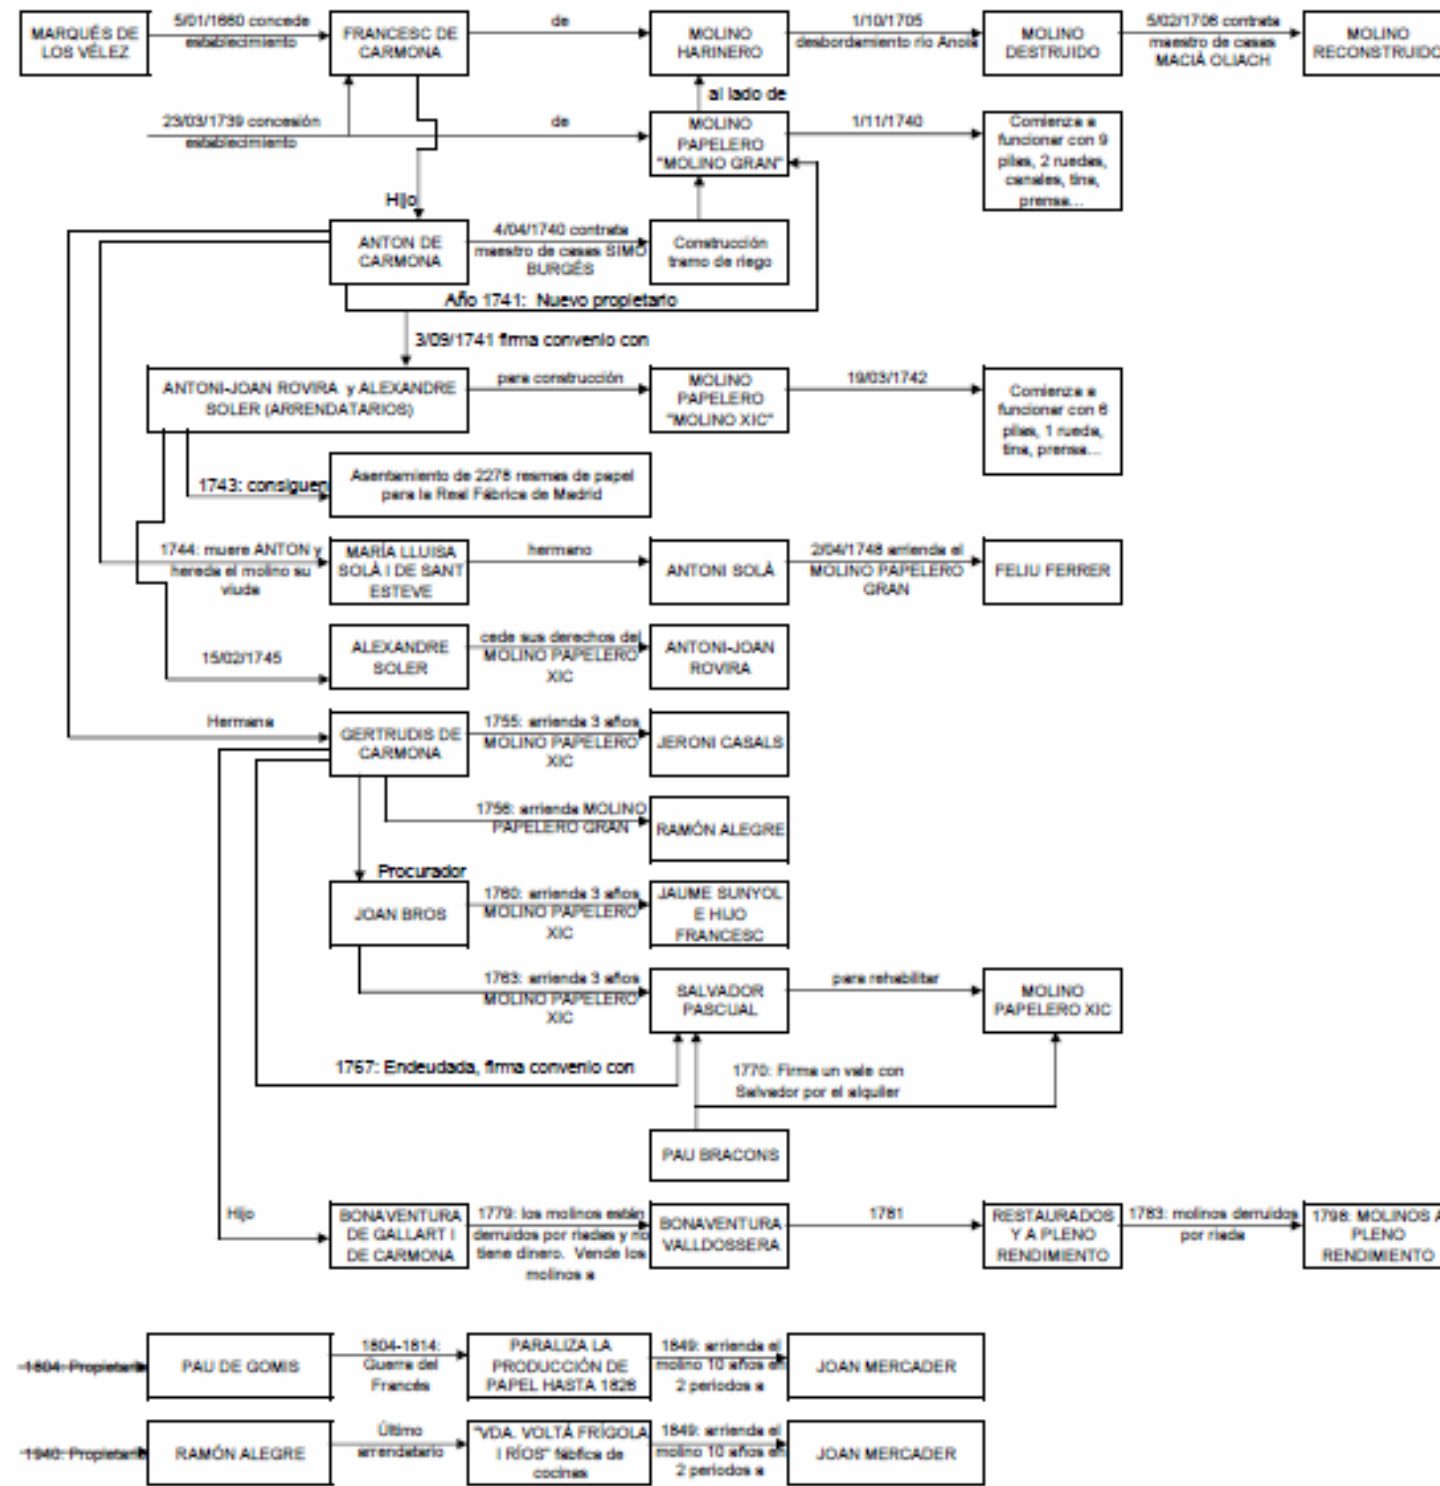 MARQUÉS DE
LOS VÉLEZ
5/01/1680 concede
establecimiento
FRANCESC DE
CARMONA
de
MOLINO
HARINERO
1/10/1705
desbordamiento río Anoia
MOLINO
DESTRUIDO
5/02/1706 contrata
maestro de casas
MACIÀ OLIACH
MOLINO
RECONSTRUIDO
al lado de
23/03/1739 concesión
establecimiento
de
MOLINO
PAPELERO
"MOLINO GRAN"
1/11/1740
Comienza a
funcionar con 9
pilas, 2 ruedas,
canales, tina,
prensa...
Hijo
ANTON DE
CARMONA
4/04/1740 contrata
maestro de casas SIMÓ
BURGÉS
Construcción
tramo de riego
Año 1741: Nuevo propietario
3/09/1741 firma convenio con
ANTONI-JOAN ROVIRA y ALEXANDRE
SOLER (ARRENDATARIOS)
para construcción
MOLINO
PAPELERO
"MOLINO XIC"
19/03/1742
Comienza a
funcionar con 6
pilas, 1 rueda,
tina, prensa...
1743: consiguen
Asentamiento de 2278 resmas de papel
para la Real Fábrica de Madrid
1744: muere ANTON y
hereda el molino su
viuda
MARÍA LLUISA
SOLÀ I DE SANT
ESTEVE
hermano
ANTONI SOLÀ
2/04/1748 arrienda el
MOLINO PAPELERO
GRAN
FELIU FERRER
15/02/1745
ALEXANDRE
SOLER
cede sus derechos del
MOLINO PAPELERO
XIC
ANTONI-JOAN
ROVIRA
Hermana
GERTRUDIS DE
CARMONA
1755: arrienda 3 años
MOLINO PAPELERO
XIC
JERONI CASALS
1756: arrienda MOLINO
PAPELERO GRAN
RAMÓN ALEGRE
Procurador
JOAN BROS
1760: arrienda 3 años
MOLINO PAPELERO
XIC
JAUME SUNYOL
E HIJO
FRANCESC
1763: arrienda 3 años
MOLINO PAPELERO
XIC
SALVADOR
PASCUAL
para rehabilitar
MOLINO
PAPELERO XIC
1767: Endeudada, firma convenio con
1770: Firma un vale con
Salvador por el alquiler
PAU BRACONS
Hijo
BONAVENTURA
DE GALLART I
DE CARMONA
1779: los molinos están
derruidos por riadas y no
tiene dinero. Vende los
molinos a
BONAVENTURA
VALLDOSSERA
1781
RESTAURADOS
Y A PLENO
RENDIMIENTO
1783: molinos derruidos
por riada
1798: MOLINOS A
PLENO
RENDIMIENTO
1804: Propietario
PAU DE GOMIS
1804-1814:
Guerra del
Francés
PARALIZA LA
PRODUCCIÓN DE
PAPEL HASTA 1828
1849: arrienda el
molino 10 años en
2 periodos a
JOAN MERCADER
1940: Propietario
RAMÓN ALEGRE
Último
arrendatario
"VDA. VOLTÁ FRÍGOLA
I RÍOS" fábrica de
cocinas
1849: arrienda el
molino 10 años en
2 periodos a
JOAN MERCADER